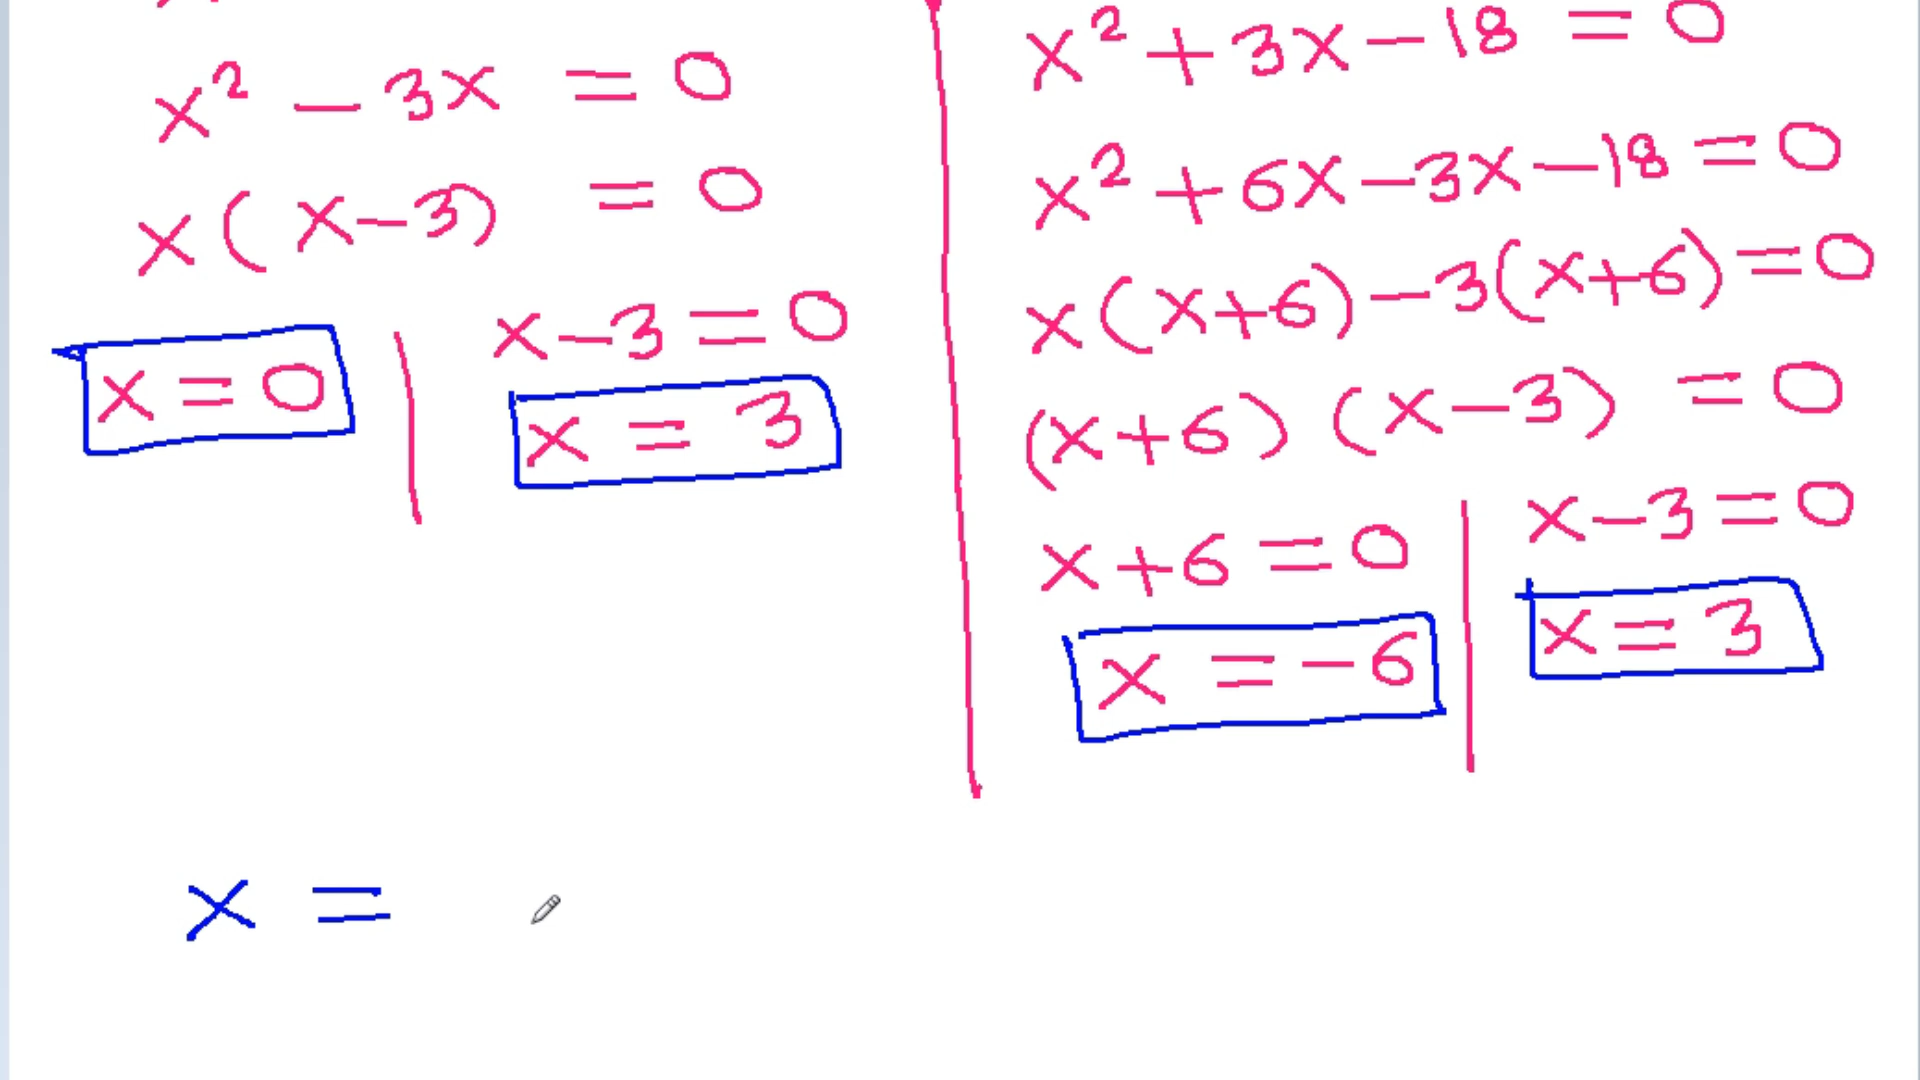 x² - 3x = 0
x(x-3) = 0
x-3=0
x = 0
x = 3
x² + 3x - 18 = 0
x² + 6x - 3x - 18 = 0
x(x+6) - 3(x+6) = 0
(x+6) (x-3) = 0
x+6 = 0
x-3 = 0
x = -6
x = 3
x =